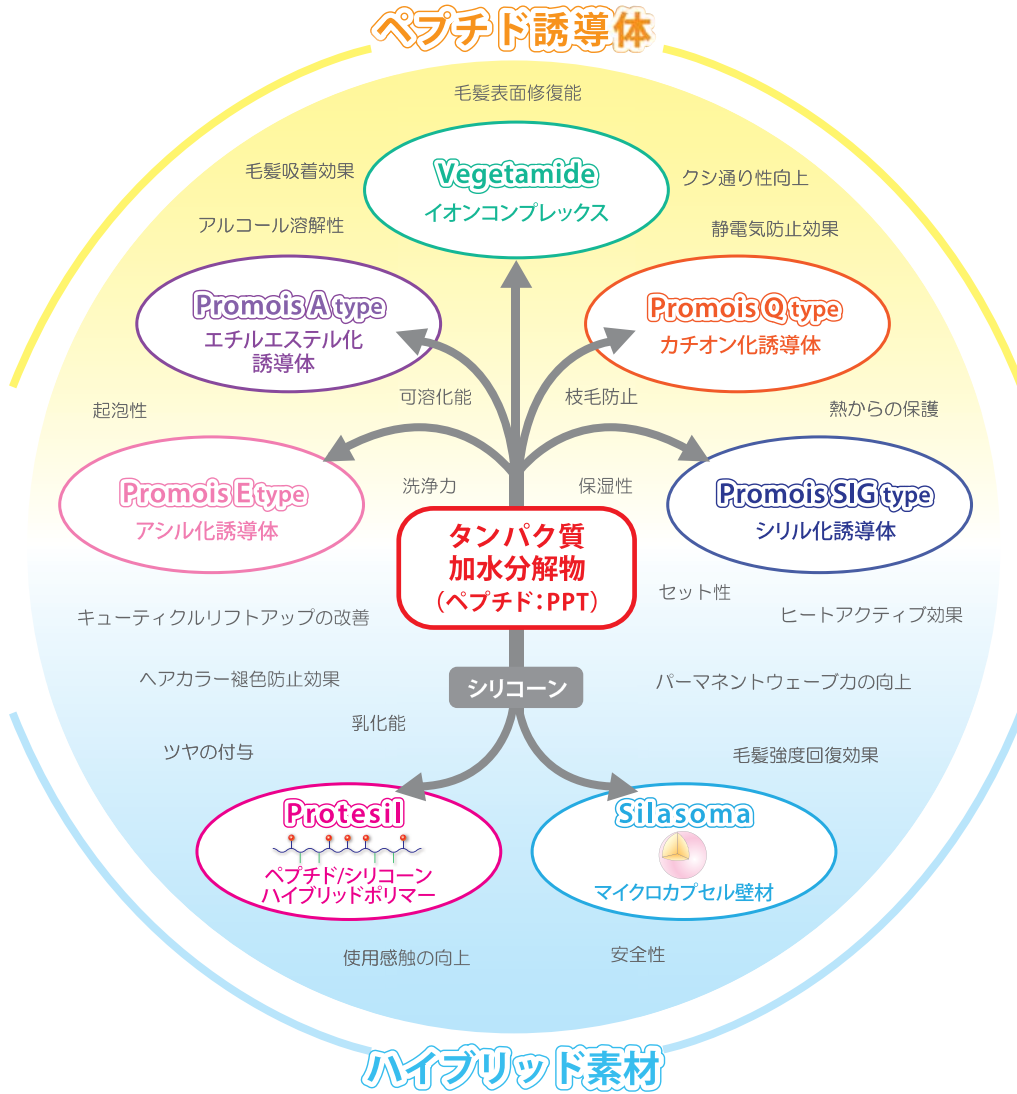 ペプチド誘導体
毛髪表面修復能
毛髪吸着効果
Vegetamide
イオンコンプレックス
クシ通り性向上
アルコール溶解性
静電気防止効果
Promois A type
エチルエステル化
誘導体
Promois Q type
カチオン化誘導体
可溶化能
枝毛防止
起泡性
熱からの保護
Promois E type
アシル化誘導体
洗浄力
保湿性
Promois SIG type
シリル化誘導体
タンパク質
加水分解物
(ペプチド:PPT)
セット性
キューティクルリフトアップの改善
ヒートアクティブ効果
ヘアカラー褪色防止効果
シリコーン
パーマネントウェーブ力の向上
乳化能
ツヤの付与
毛髪強度回復効果
Protesil
ペプチド/シリコーン
ハイブリッドポリマー
Silasoma
マイクロカプセル壁材
使用感触の向上
安全性
ハイブリッド素材